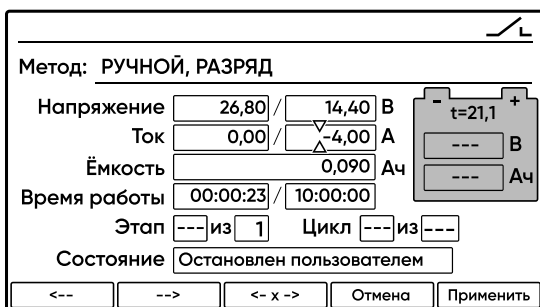 Метод: РУЧНОЙ, РАЗРЯД
Напряжение 26,80 / 14,40 В
Ток 0,00 / -4,00 А
Ёмкость 0,090 Ач
Время работы 00:00:23 / 10:00:00
Этап --- из 1 Цикл --- из ---
Состояние Остановлен пользователем
- +
t=21,1
--- В
--- Ач
<-- --> <- x -> Отмена Применить